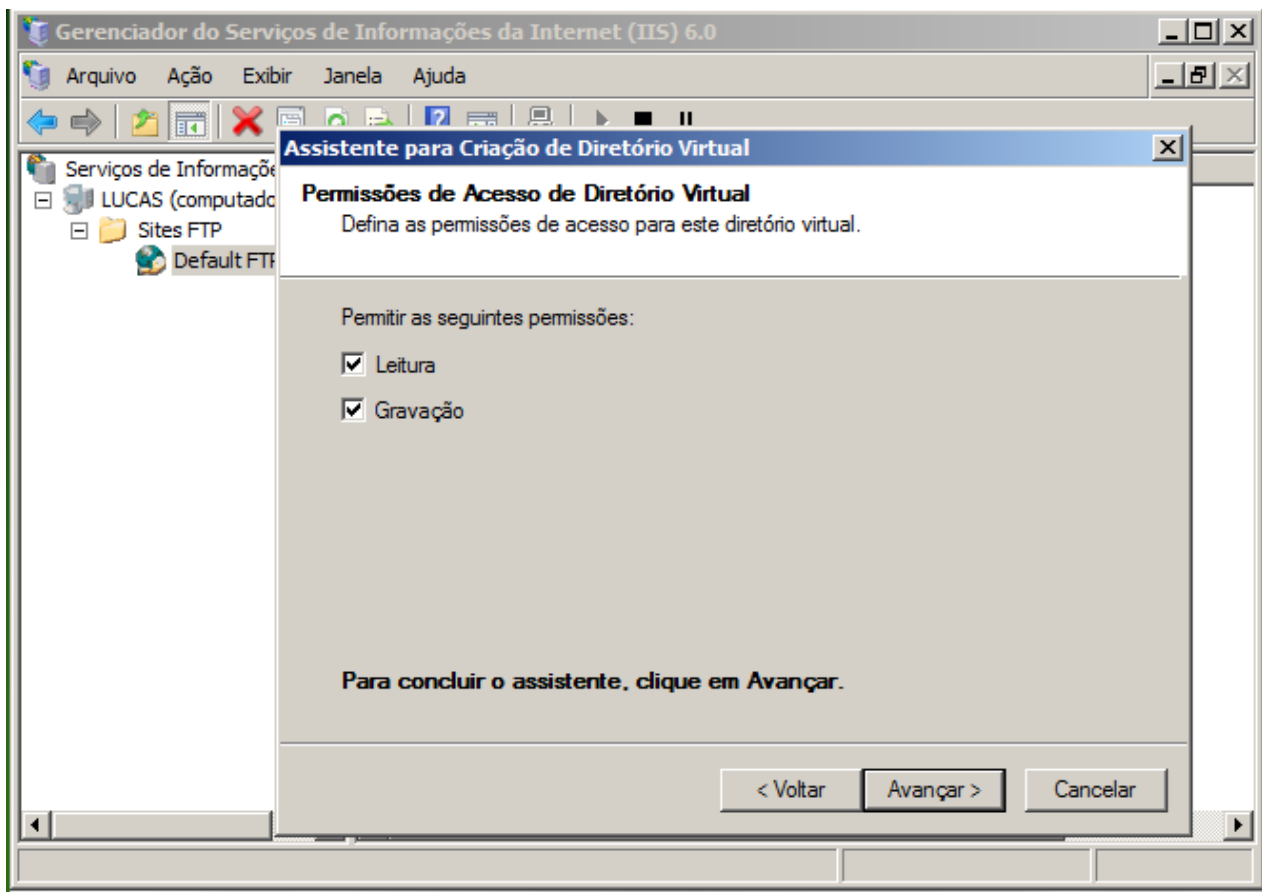 Gerenciador do Serviços de Informações da Internet (IIS) 6.0
Arquivo Ação Exibir Janela Ajuda
Assistente para Criação de Diretório Virtual
Serviços de Informaçõe
LUCAS (computado
Sites FTP
Default FTP
Permissões de Acesso de Diretório Virtual
Defina as permissões de acesso para este diretório virtual.
Permitir as seguintes permissões:
Leitura
Gravação
Para concluir o assistente, clique em Avançar.
< Voltar Avançar > Cancelar